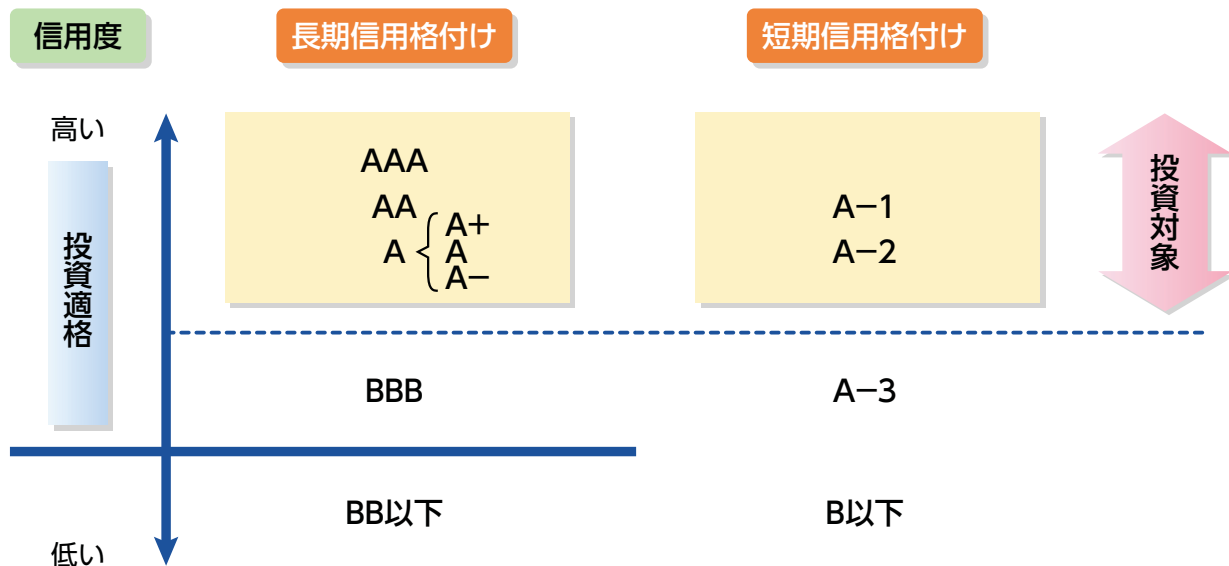 信用度
長期信用格付け
短期信用格付け
高い
投資適格
AAA
AA
A
A+
A
A−
A−1
A−2
投資対象
BBB
A−3
BB以下
B以下
低い